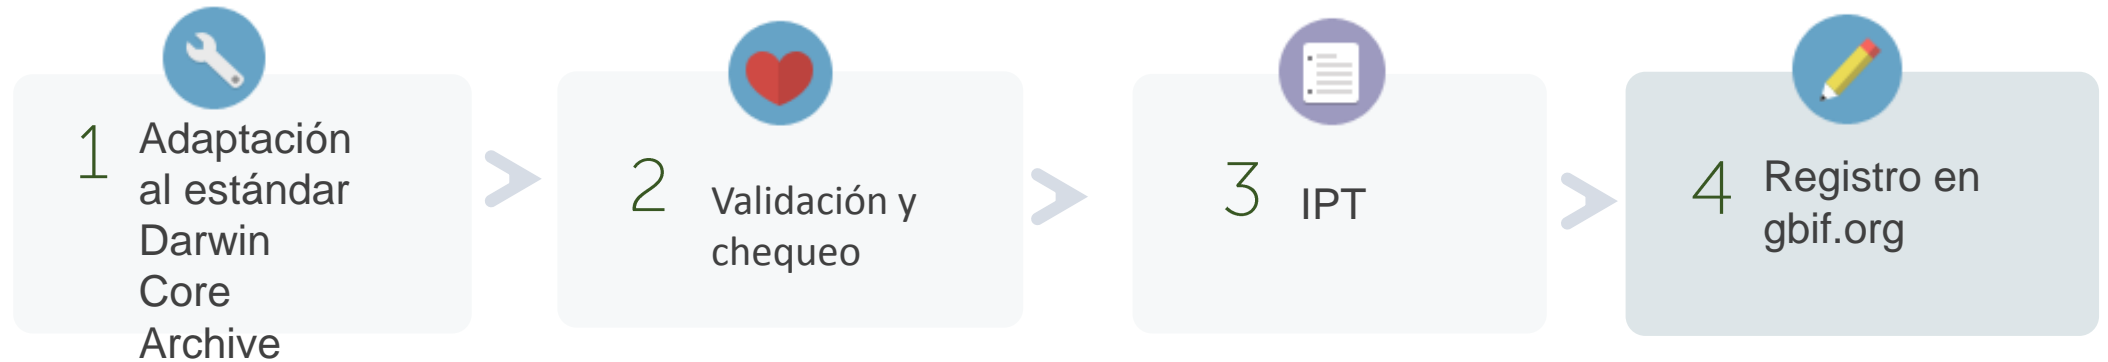 1
Adaptación
al estándar
Darwin
Core
Archive
2
Validación y
chequeo
3
IPT
4
Registro en
gbif.org